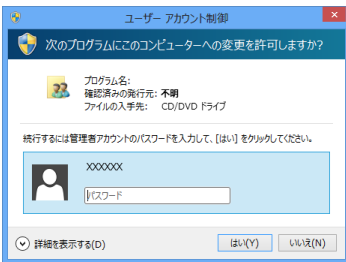 ユーザー アカウント制御
次のプログラムにこのコンピューターへの変更を許可しますか?
プログラム名:
確認済みの発行元: 不明
ファイルの入手先: CD/DVD ドライブ
続行するには管理者アカウントのパスワードを入力して、[はい] をクリックしてください。
XXXXXX
パスワード
詳細を表示する(D)
はい(Y)
いいえ(N)